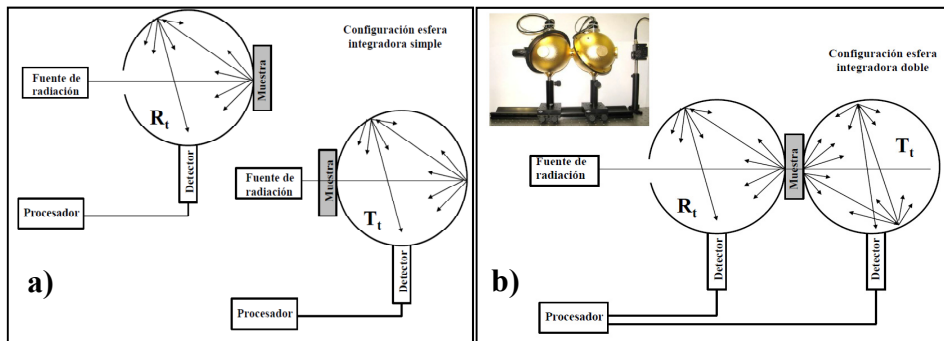 Configuración esfera
integradora simple
Fuente de
radiación
Muestra
Rt
Detector
Procesador
Fuente de
radiación
Muestra
Tt
Detector
Procesador
a)
Configuración esfera
integradora doble
Fuente de
radiación
Muestra
Tt
Rt
Detector
Detector
Procesador
b)